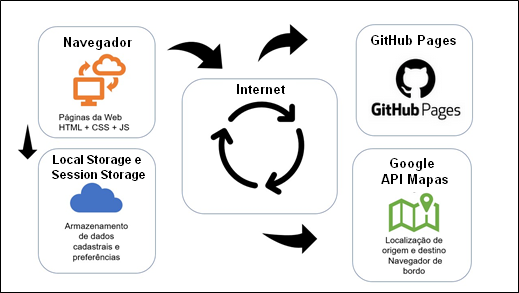 Navegador
Páginas da Web
HTML + CSS + JS
Local Storage e
Session Storage
Armazenamento
de dados
cadastrais e
preferências
Internet
GitHub Pages
GitHub Pages
Google
API Mapas
Localização de
origem e destino
Navegador de
bordo